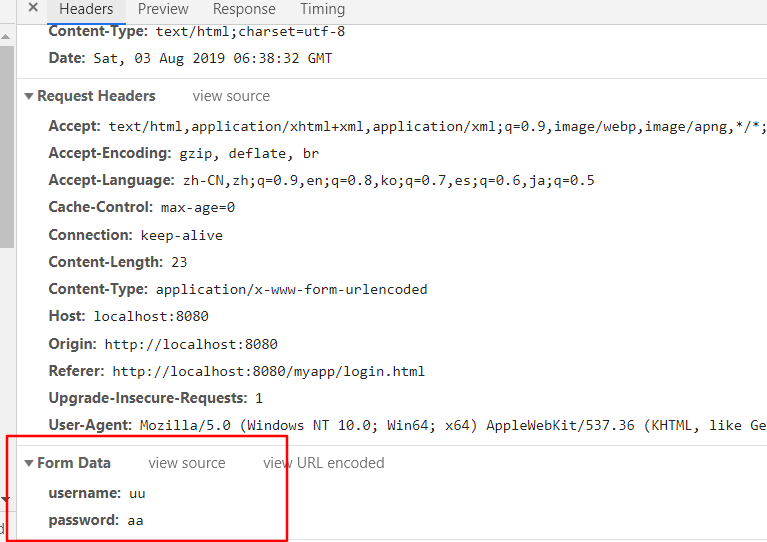 × Headers Preview Response Timing
Content-Type: text/html;charset=utf-8
Date: Sat, 03 Aug 2019 06:38:32 GMT
▼ Request Headers view source
Accept: text/html,application/xhtml+xml,application/xml;q=0.9,image/webp,image/apng,*/*;
Accept-Encoding: gzip, deflate, br
Accept-Language: zh-CN,zh;q=0.9,en;q=0.8,ko;q=0.7,es;q=0.6,ja;q=0.5
Cache-Control: max-age=0
Connection: keep-alive
Content-Length: 23
Content-Type: application/x-www-form-urlencoded
Host: localhost:8080
Origin: http://localhost:8080
Referer: http://localhost:8080/myapp/login.html
Upgrade-Insecure-Requests: 1
User-Agent: Mozilla/5.0 (Windows NT 10.0; Win64; x64) AppleWebKit/537.36 (KHTML, like Ge
▼ Form Data view source view URL encoded
username: uu
password: aa